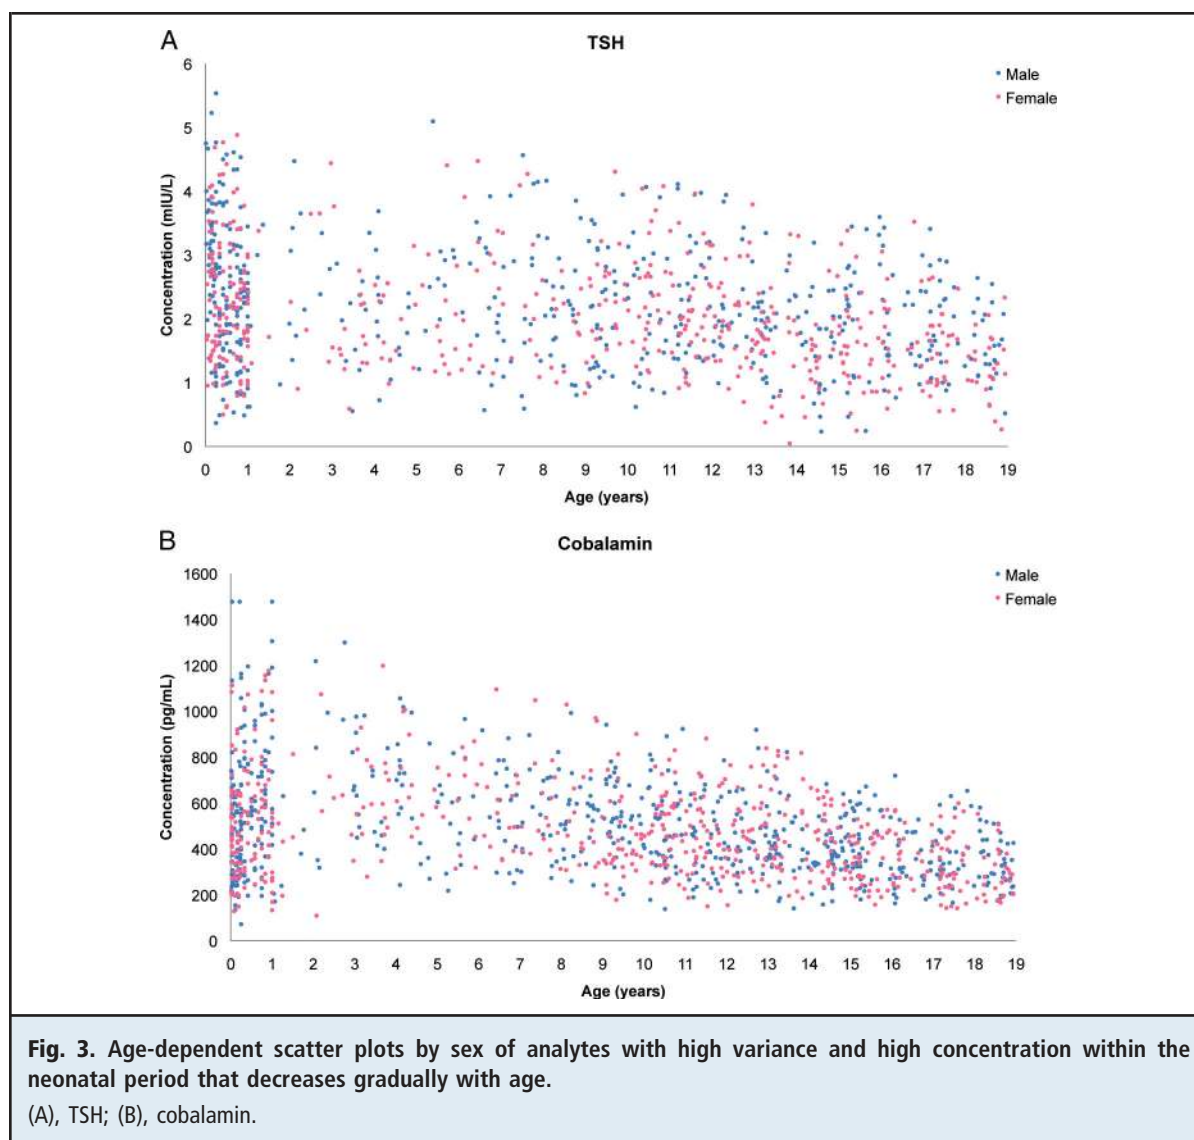 A
TSH
Male
Female
6
5
4
3
2
1
0
Concentration (mIU/L)
0 1 2 3 4 5 6 7 8 9 10 11 12 13 14 15 16 17 18 19
Age (years)
B
Cobalamin
Male
Female
1600
1400
1200
1000
800
600
400
200
0
Concentration (pg/mL)
0 1 2 3 4 5 6 7 8 9 10 11 12 13 14 15 16 17 18 19
Age (years)
Fig. 3. Age-dependent scatter plots by sex of analytes with high variance and high concentration within the
neonatal period that decreases gradually with age.
(A), TSH; (B), cobalamin.